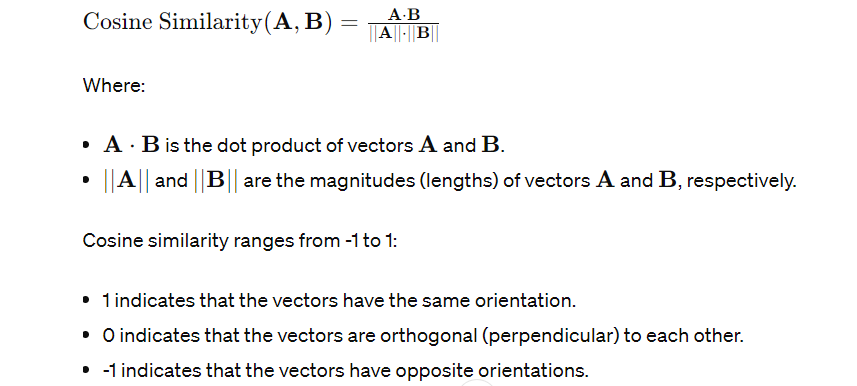 Cosine Similarity(A, B) = A·B / ||A||·||B||
Where:
• A · B is the dot product of vectors A and B.
• ||A|| and ||B|| are the magnitudes (lengths) of vectors A and B, respectively.
Cosine similarity ranges from -1 to 1:
• 1 indicates that the vectors have the same orientation.
• 0 indicates that the vectors are orthogonal (perpendicular) to each other.
• -1 indicates that the vectors have opposite orientations.